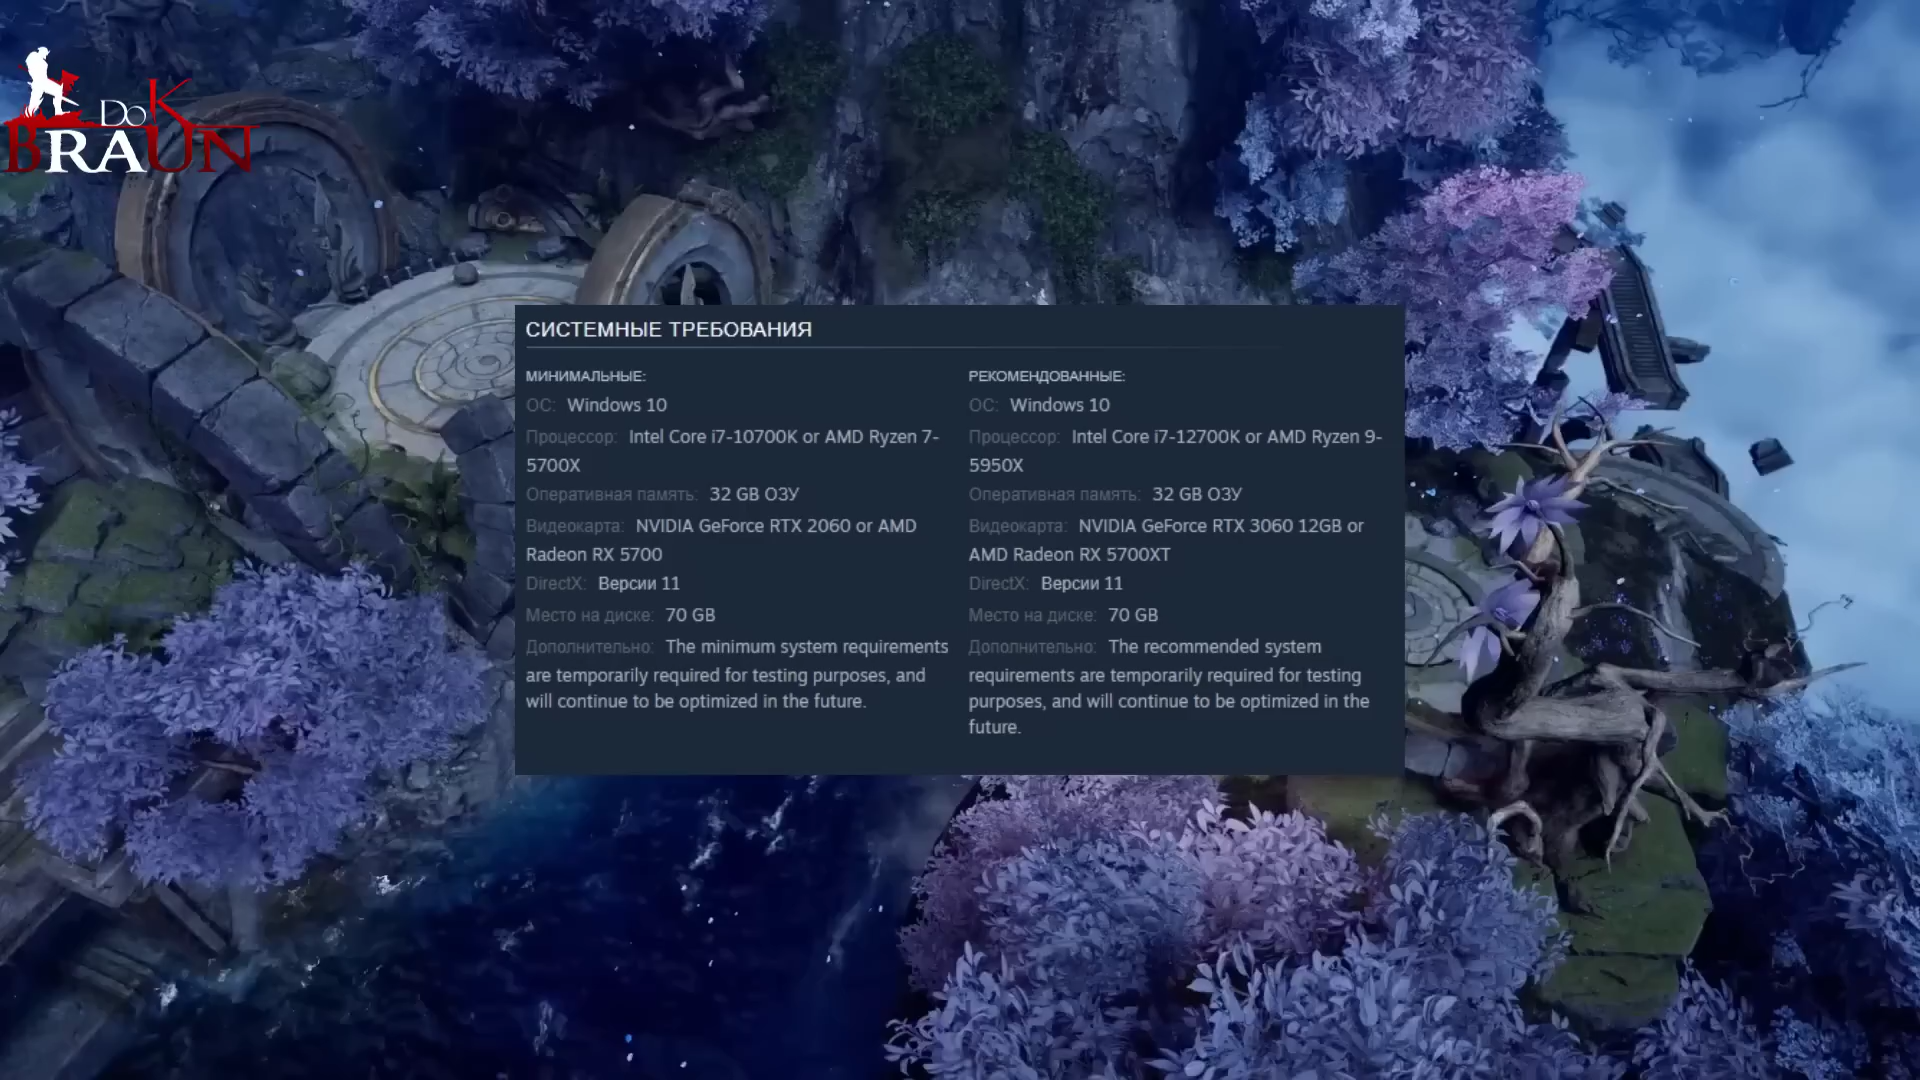 DoK
BRAUN
СИСТЕМНЫЕ ТРЕБОВАНИЯ
МИНИМАЛЬНЫЕ:
ОС: Windows 10
Процессор: Intel Core i7-10700K or AMD Ryzen 7-
5700X
Оперативная память: 32 GB ОЗУ
Видеокарта: NVIDIA GeForce RTX 2060 or AMD
Radeon RX 5700
DirectX: Версии 11
Место на диске: 70 GB
Дополнительно: The minimum system requirements
are temporarily required for testing purposes, and
will continue to be optimized in the future.
РЕКОМЕНДОВАННЫЕ:
ОС: Windows 10
Процессор: Intel Core i7-12700K or AMD Ryzen 9-
5950X
Оперативная память: 32 GB ОЗУ
Видеокарта: NVIDIA GeForce RTX 3060 12GB or
AMD Radeon RX 5700XT
DirectX: Версии 11
Место на диске: 70 GB
Дополнительно: The recommended system
requirements are temporarily required for testing
purposes, and will continue to be optimized in the
future.